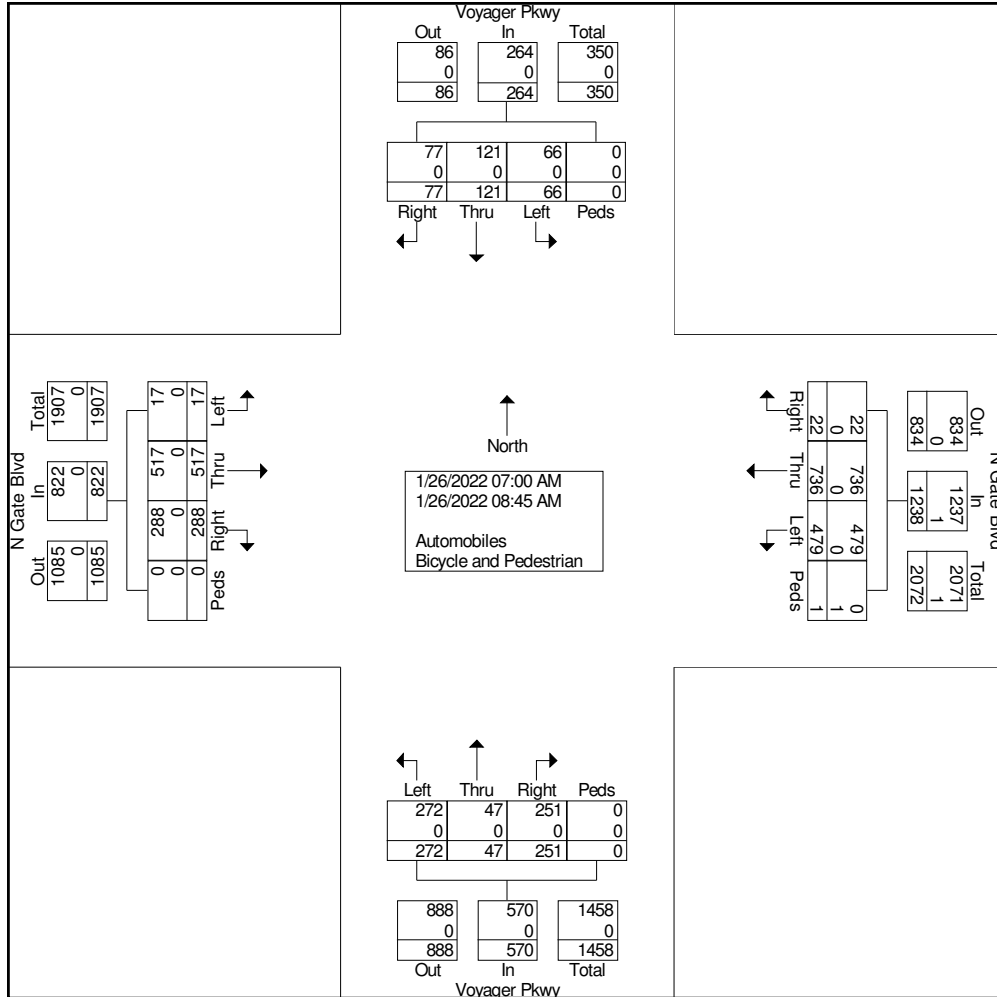 Voyager Pkwy
Out In Total
86 264 350
0 0 0
86 264 350
77 121 66 0
0 0 0 0
77 121 66 0
Right Thru Left Peds
N Gate Blvd
Total In Out
1907 822 1085
0 0 0
1907 822 1085
17 517 288 0
0 0 0 0
17 517 288 0
Left Thru Right Peds
North
1/26/2022 07:00 AM
1/26/2022 08:45 AM
Automobiles
Bicycle and Pedestrian
N Gate Blvd
Out In Total
834 1237 2071
0 1 1
834 1238 2072
22 736 479 0
0 0 0 1
22 736 479 1
Right Thru Left Peds
Left Thru Right Peds
272 47 251 0
0 0 0 0
272 47 251 0
888 570 1458
0 0 0
888 570 1458
Out In Total
Voyager Pkwy